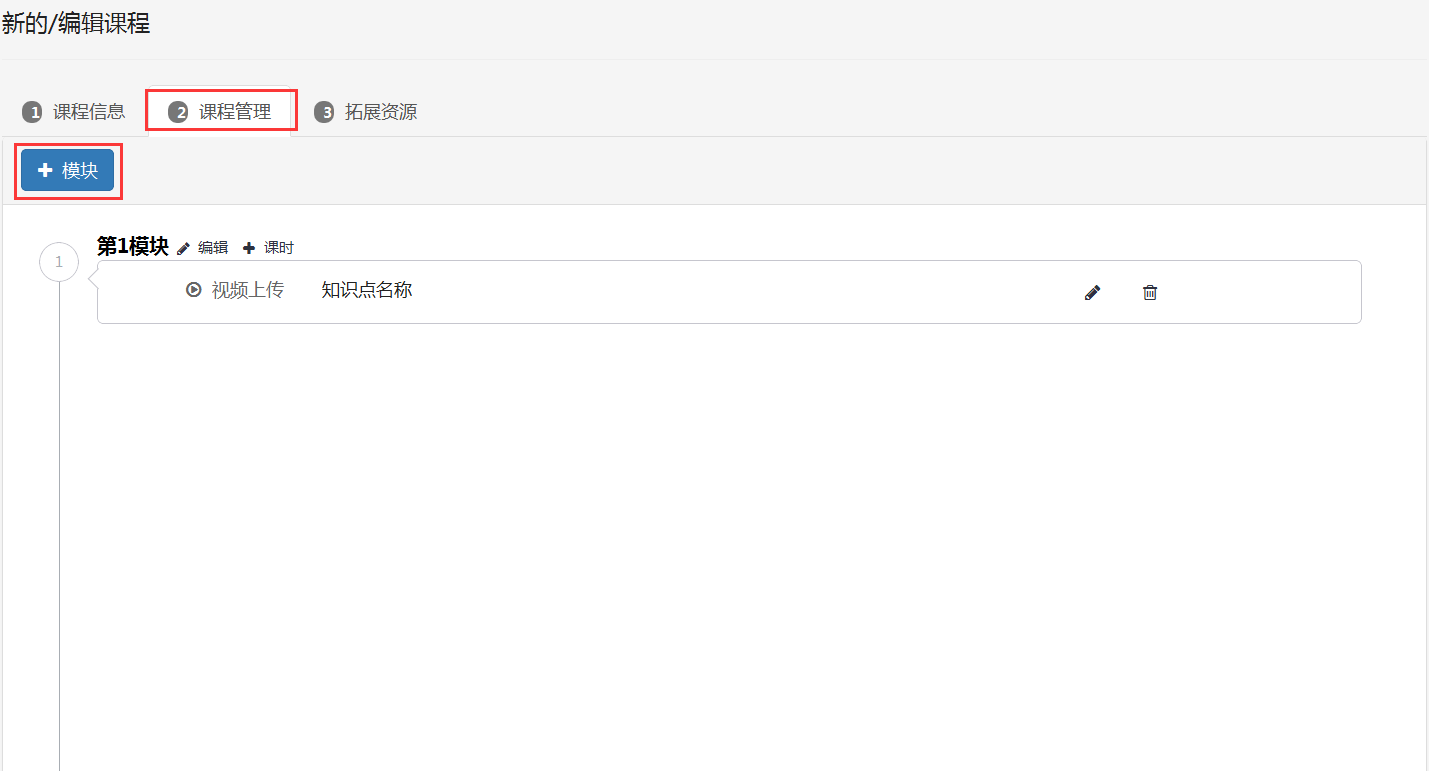 新的/编辑课程
1 课程信息 2 课程管理 3 拓展资源
模块
1 第1模块 编辑 课时
视频上传 知识点名称